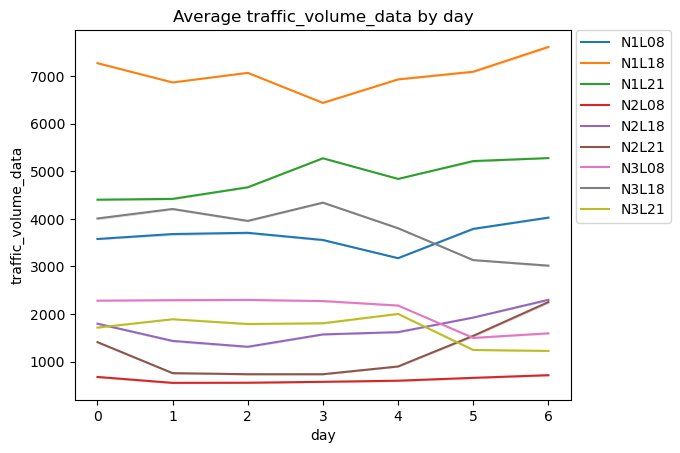 Average traffic_volume_data by day
traffic_volume_data
7000
6000
5000
4000
3000
2000
1000
0 1 2 3 4 5 6
day
N1L08
N1L18
N1L21
N2L08
N2L18
N2L21
N3L08
N3L18
N3L21